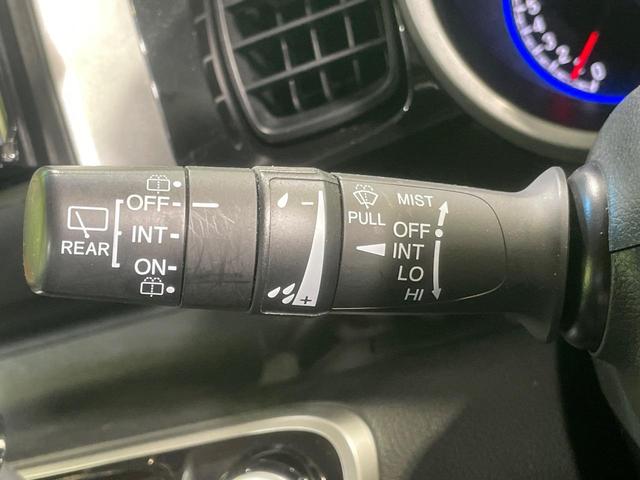 REAR
OFF
INT
ON
−
+
PULL
MIST
OFF
INT
LO
HI